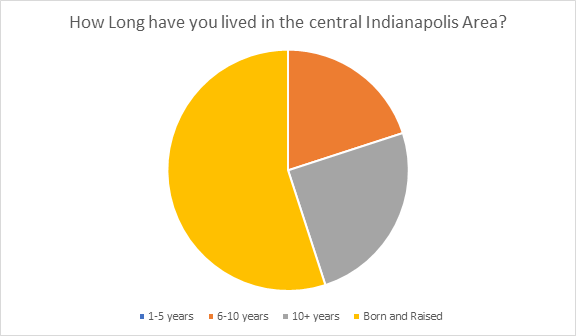 How Long have you lived in the central Indianapolis Area?
1-5 years 6-10 years 10+ years Born and Raised